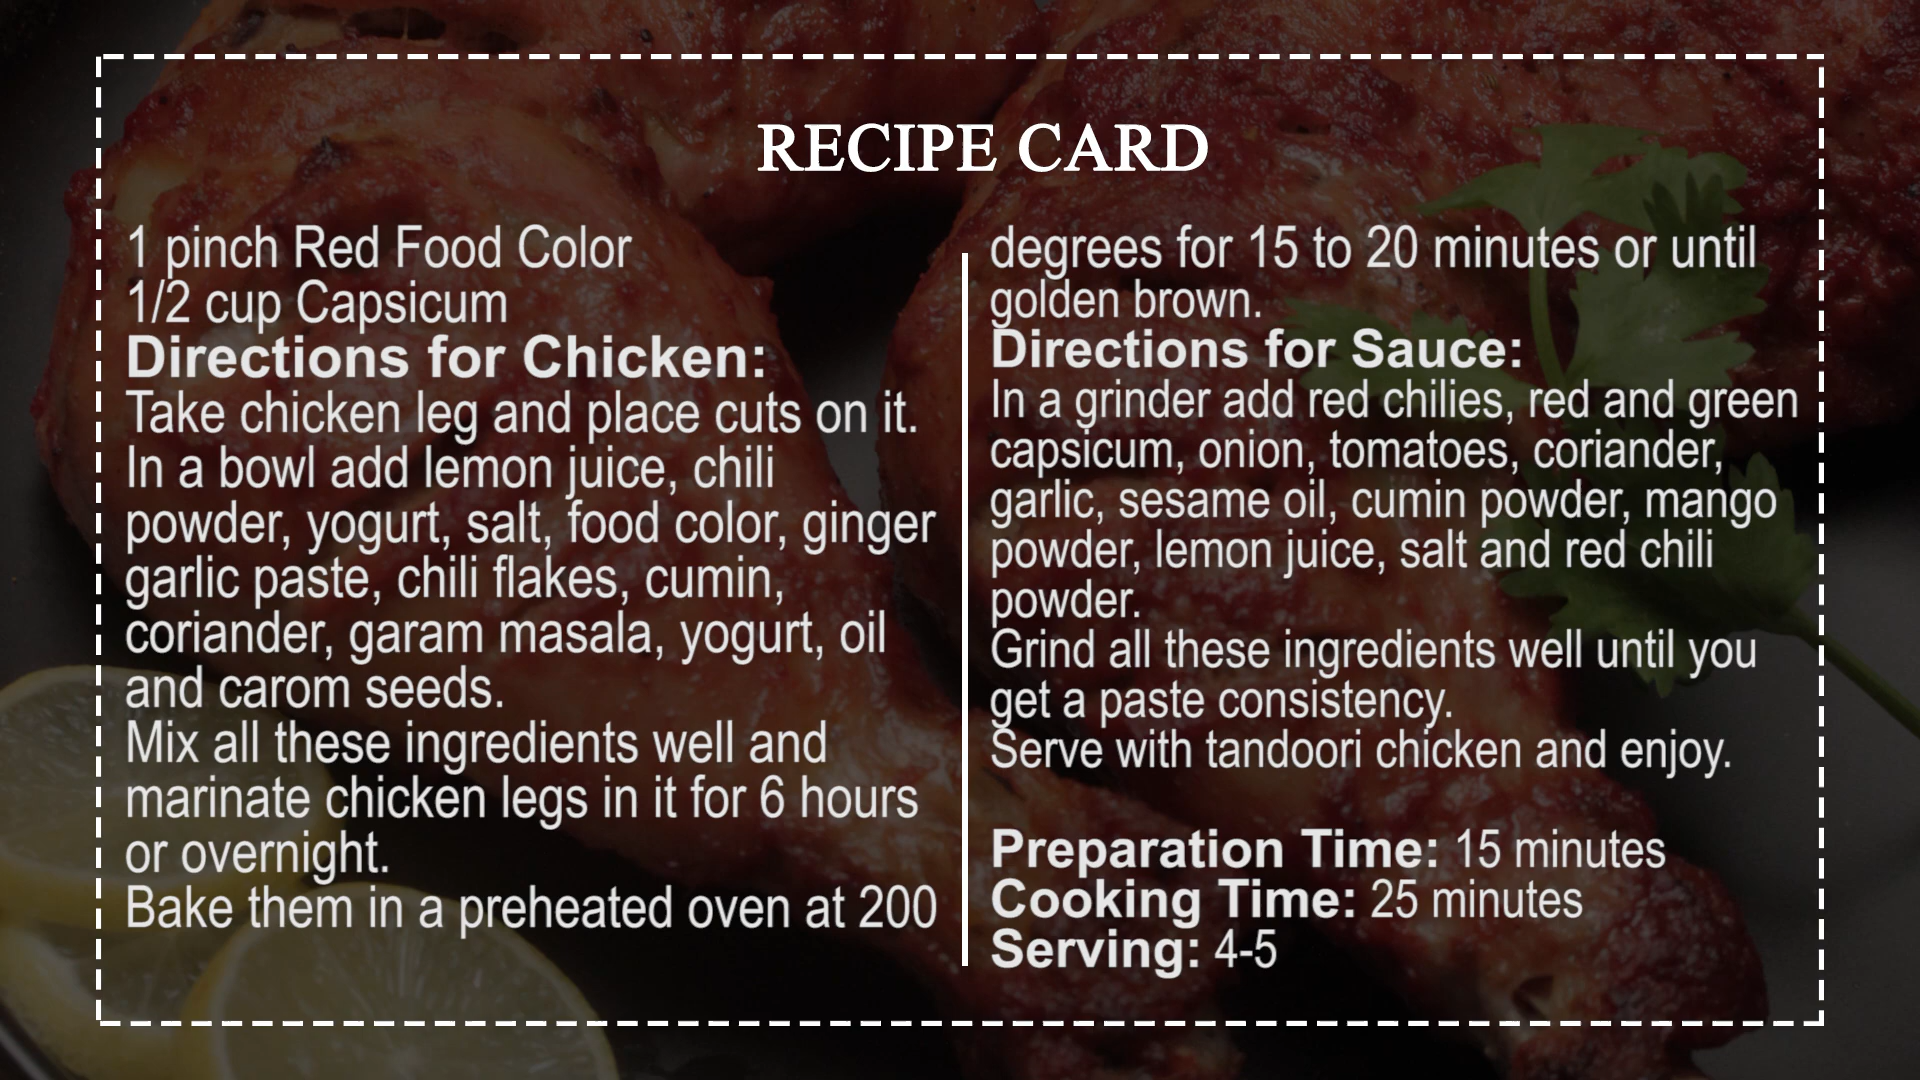 RECIPE CARD
1 pinch Red Food Color
1/2 cup Capsicum
Directions for Chicken:
Take chicken leg and place cuts on it.
In a bowl add lemon juice, chili
powder, yogurt, salt, food color, ginger
garlic paste, chili flakes, cumin,
coriander, garam masala, yogurt, oil
and carom seeds.
Mix all these ingredients well and
marinate chicken legs in it for 6 hours
or overnight.
Bake them in a preheated oven at 200
degrees for 15 to 20 minutes or until
golden brown.
Directions for Sauce:
In a grinder add red chilies, red and green
capsicum, onion, tomatoes, coriander,
garlic, sesame oil, cumin powder, mango
powder, lemon juice, salt and red chili
powder.
Grind all these ingredients well until you
get a paste consistency.
Serve with tandoori chicken and enjoy.
Preparation Time: 15 minutes
Cooking Time: 25 minutes
Serving: 4-5